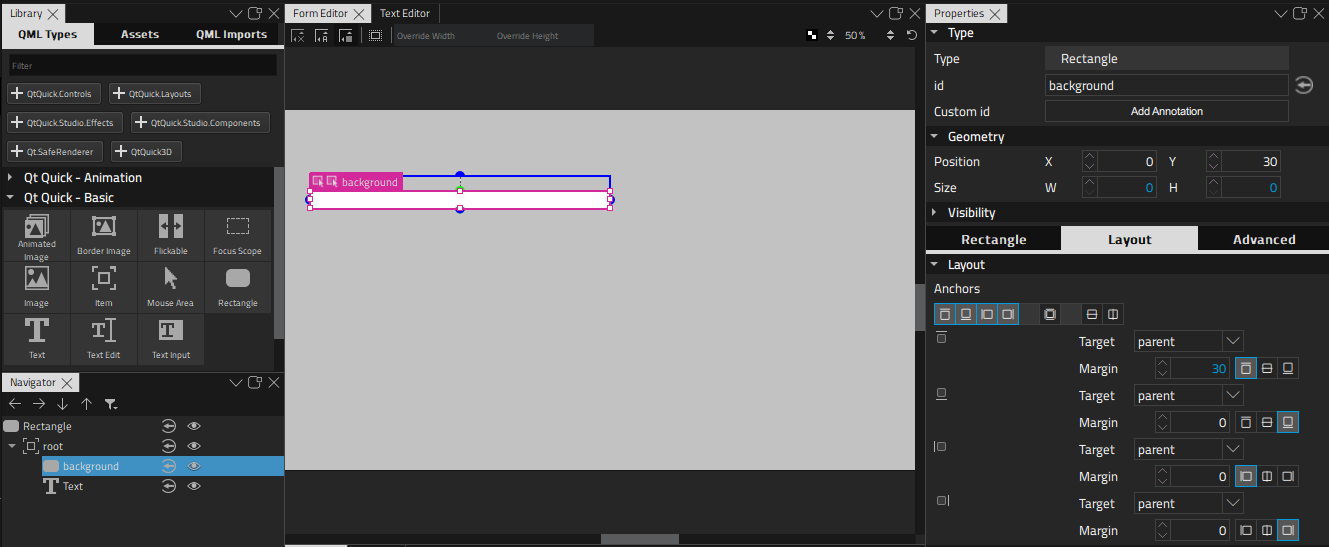 Library
QML Types Assets QML Imports
Filter
QtQuick.Controls QtQuick.Layouts
QtQuick.Studio.Effects QtQuick.Studio.Components
Qt.SafeRenderer QtQuick3D
Qt Quick - Animation
Qt Quick - Basic
Animated Image Border Image Flickable Focus Scope
Image Item Mouse Area Rectangle
Text Text Edit Text Input
Navigator
Rectangle
root
background
Text
Form Editor Text Editor
Override Width Override Height 50 %
background
Properties
Type
Type Rectangle
id background
Custom id Add Annotation
Geometry
Position X 0 Y 30
Size W 0 H 0
Visibility
Rectangle Layout Advanced
Layout
Anchors
Target parent
Margin 30
Target parent
Margin 0
Target parent
Margin 0
Target parent
Margin 0